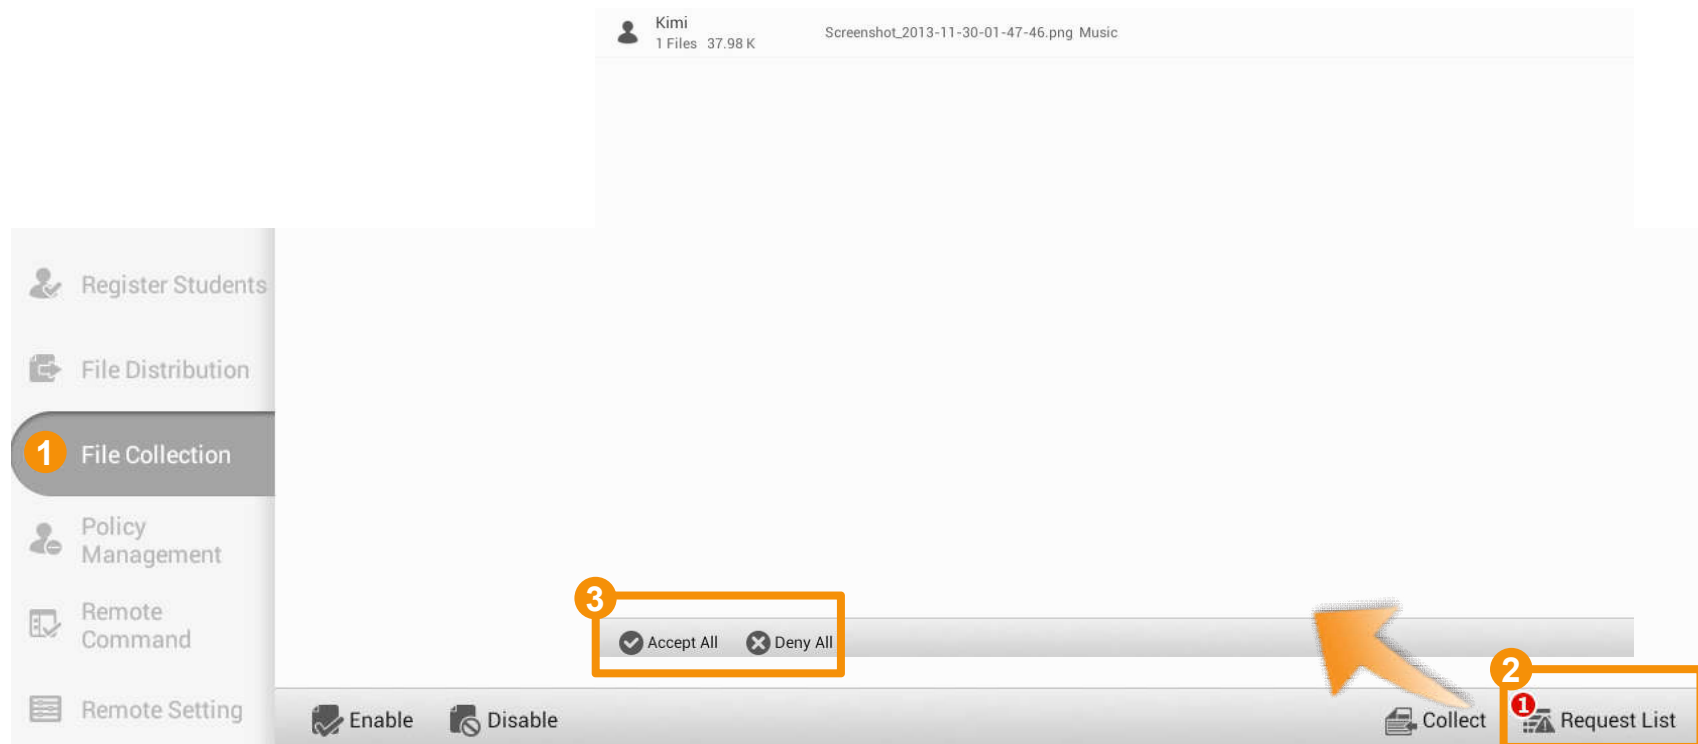 Kimi
1 Files 37.98 K
Screenshot_2013-11-30-01-47-46.png Music
Register Students
File Distribution
1 File Collection
Policy
Management
Remote
Command
Remote Setting
3
Accept All Deny All
2
Enable Disable Collect 1 Request List